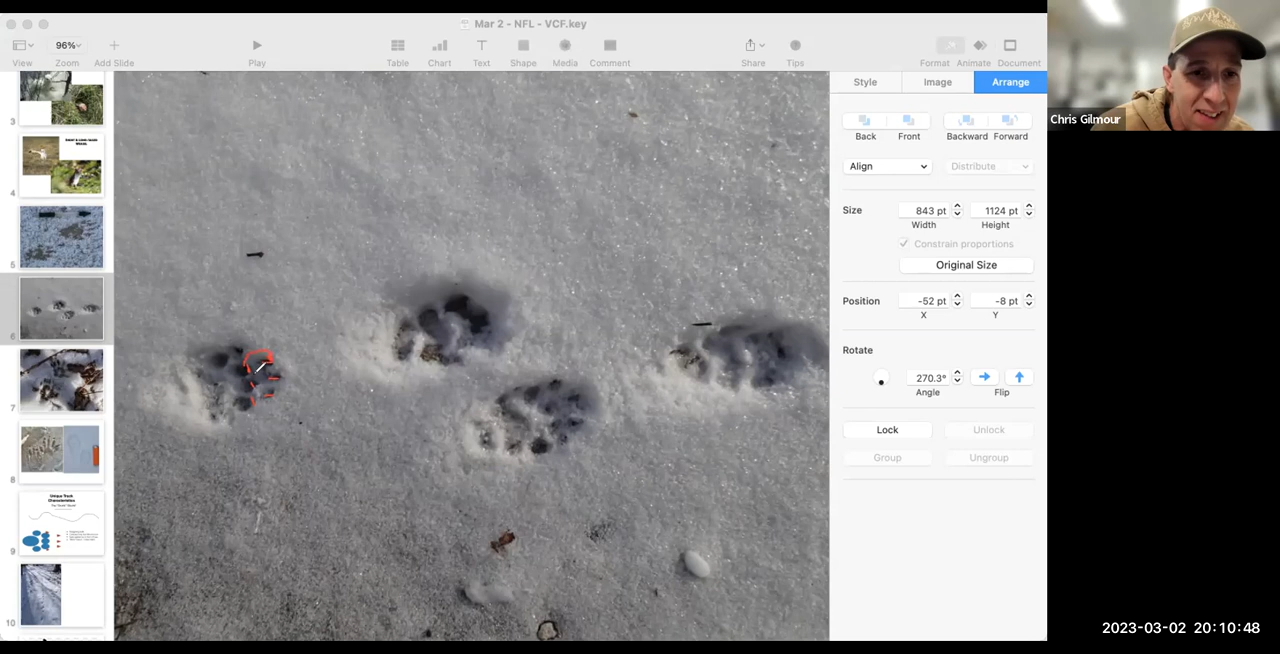 Mar 2 - NFL - VCF.key
96%
View Zoom Add Slide Play Table Chart Text Shape Media Comment Share Tips Format Animate Document
Style Image Arrange
Chris Gilmour
Back Front Backward Forward
Align Distribute
Size 843 pt 1124 pt
Width Height
Constrain proportions
Original Size
Position -52 pt -8 pt
X Y
Rotate
270.3° 
Angle Flip
Lock Unlock
Group Ungroup
3
4
5
6
7
8
Unique Track
Characteristics
9
10
2023-03-02 20:10:48